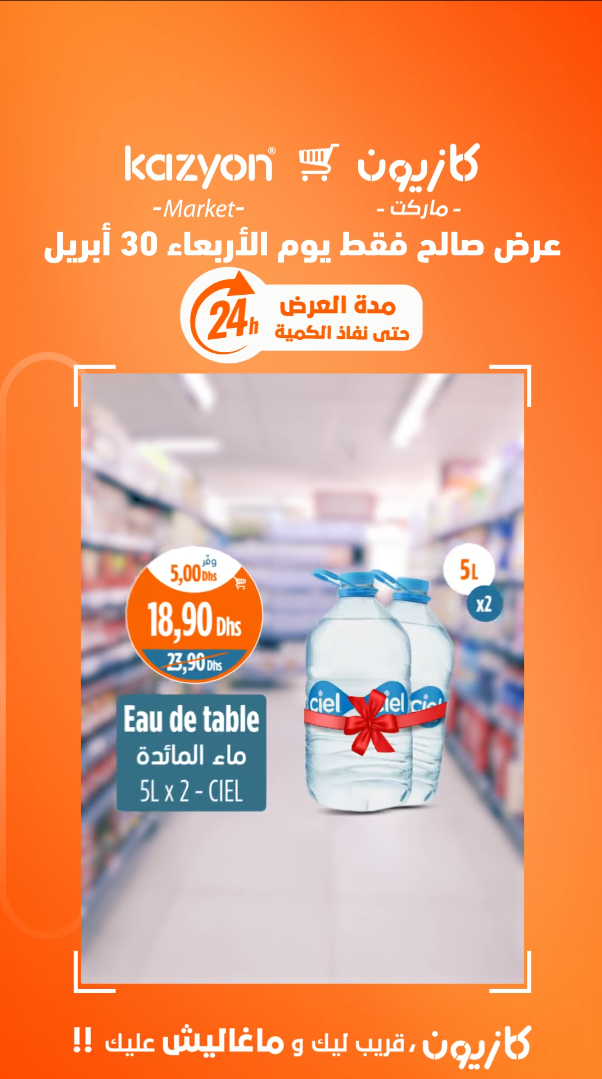 kazyon® كازيون
-Market- - ماركت -
عرض صالح فقط يوم الأربعاء 30 أبريل
24h
مدة العرض
حتى نفاذ الكمية
وفّر
5,00 Dhs
18,90 Dhs
23,90 Dhs
5L
x2
ciel ciel ciel
Eau de table
ماء المائدة
5L x 2 - CIEL
كازيون، قريب ليك و ماغاليش عليك !!